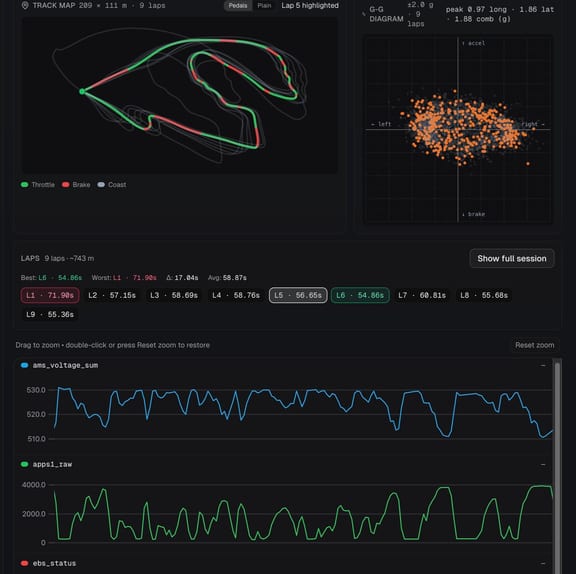 TRACK MAP 209 × 111 m · 9 laps
Pedals Plain
Lap 5 highlighted
Throttle Brake Coast
G-G DIAGRAM
±2.0 g · 9 laps
peak 0.97 long · 1.86 lat · 1.88 comb (g)
↑ accel
← left
right →
↓ brake
LAPS 9 laps · ~743 m
Show full session
Best: L6 · 54.86s Worst: L1 · 71.90s Δ: 17.04s Avg: 58.87s
L1 · 71.90s L2 · 57.15s L3 · 58.69s L4 · 58.76s L5 · 56.65s L6 · 54.86s L7 · 60.81s L8 · 55.68s
L9 · 55.36s
Drag to zoom • double-click or press Reset zoom to restore
Reset zoom
ams_voltage_sum —
530.0
520.0
510.0
apps1_raw —
4000.0
2000.0
0
ebs_status —